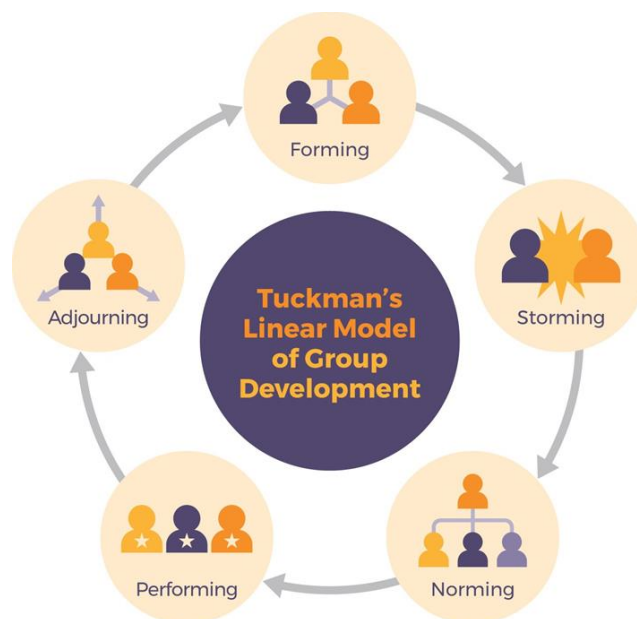 Tuckman's
Linear Model
of Group
Development
Forming
Storming
Norming
Performing
Adjourning